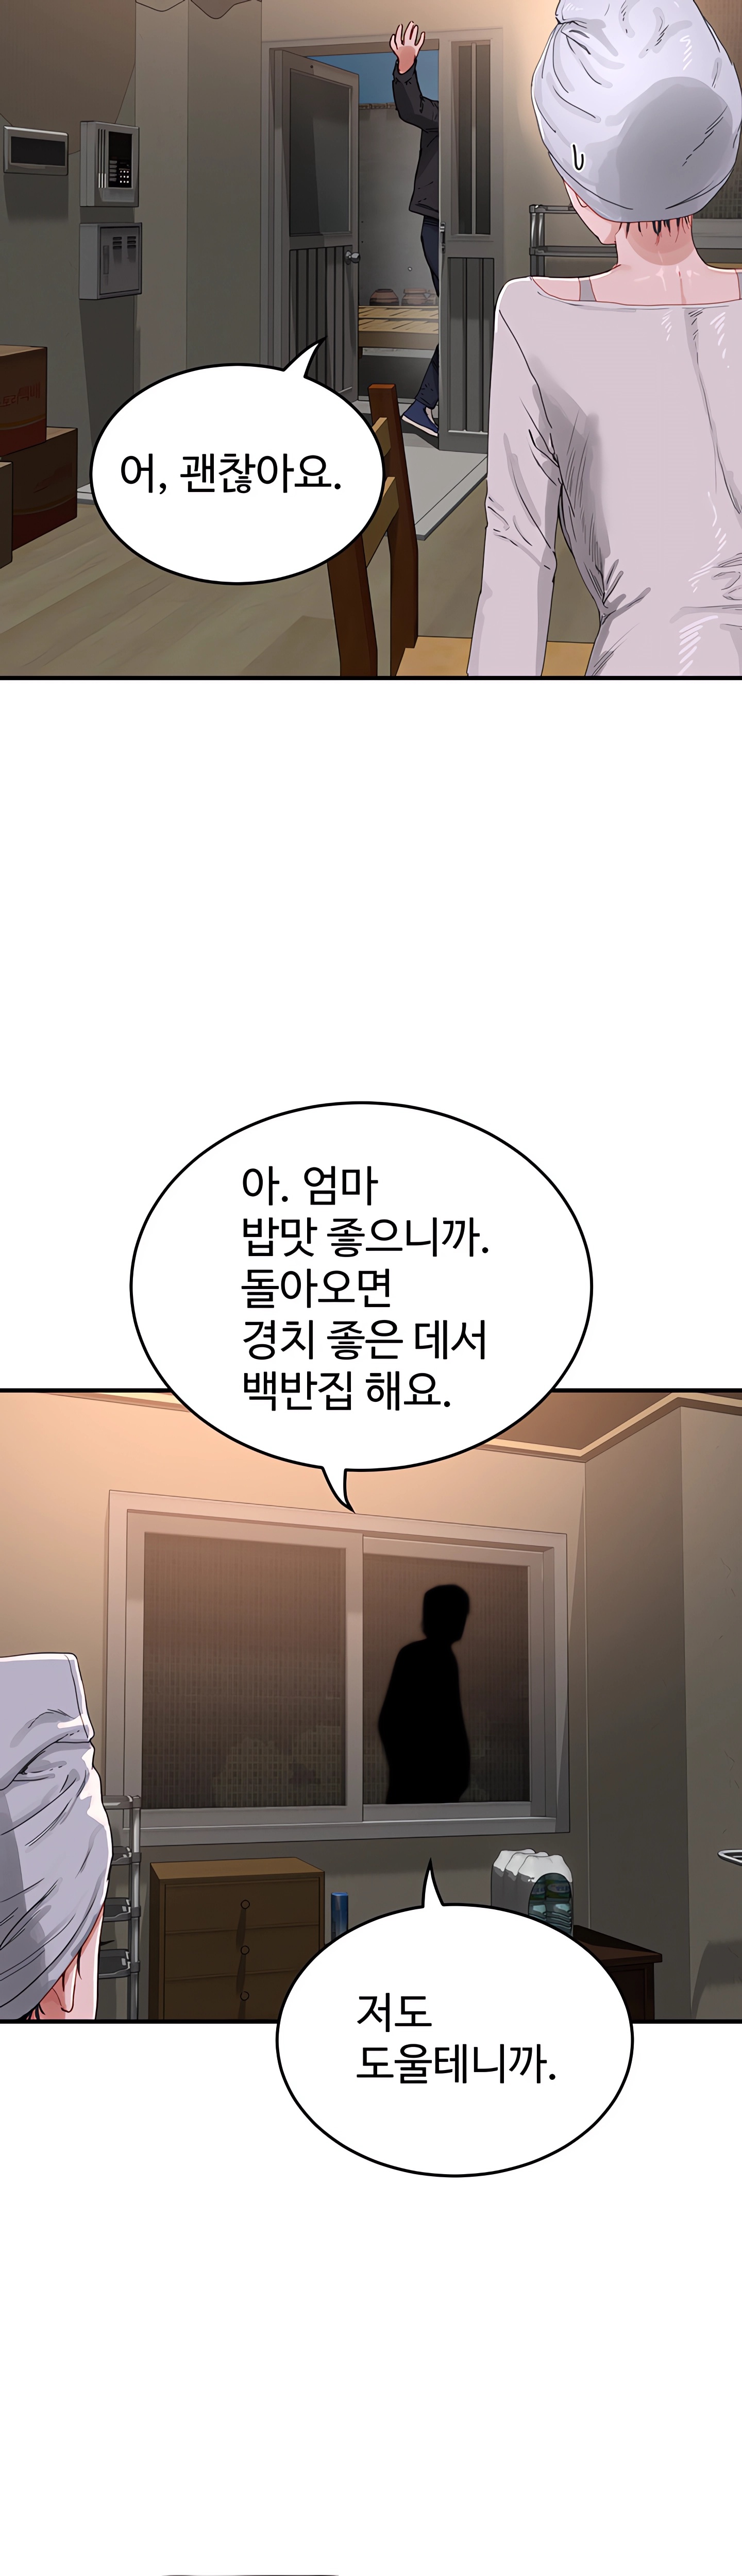 어, 괜찮아요.
아. 엄마
밥맛 좋으니까.
돌아오면
경치 좋은 데서
백반집 해요.
저도
도울테니까.